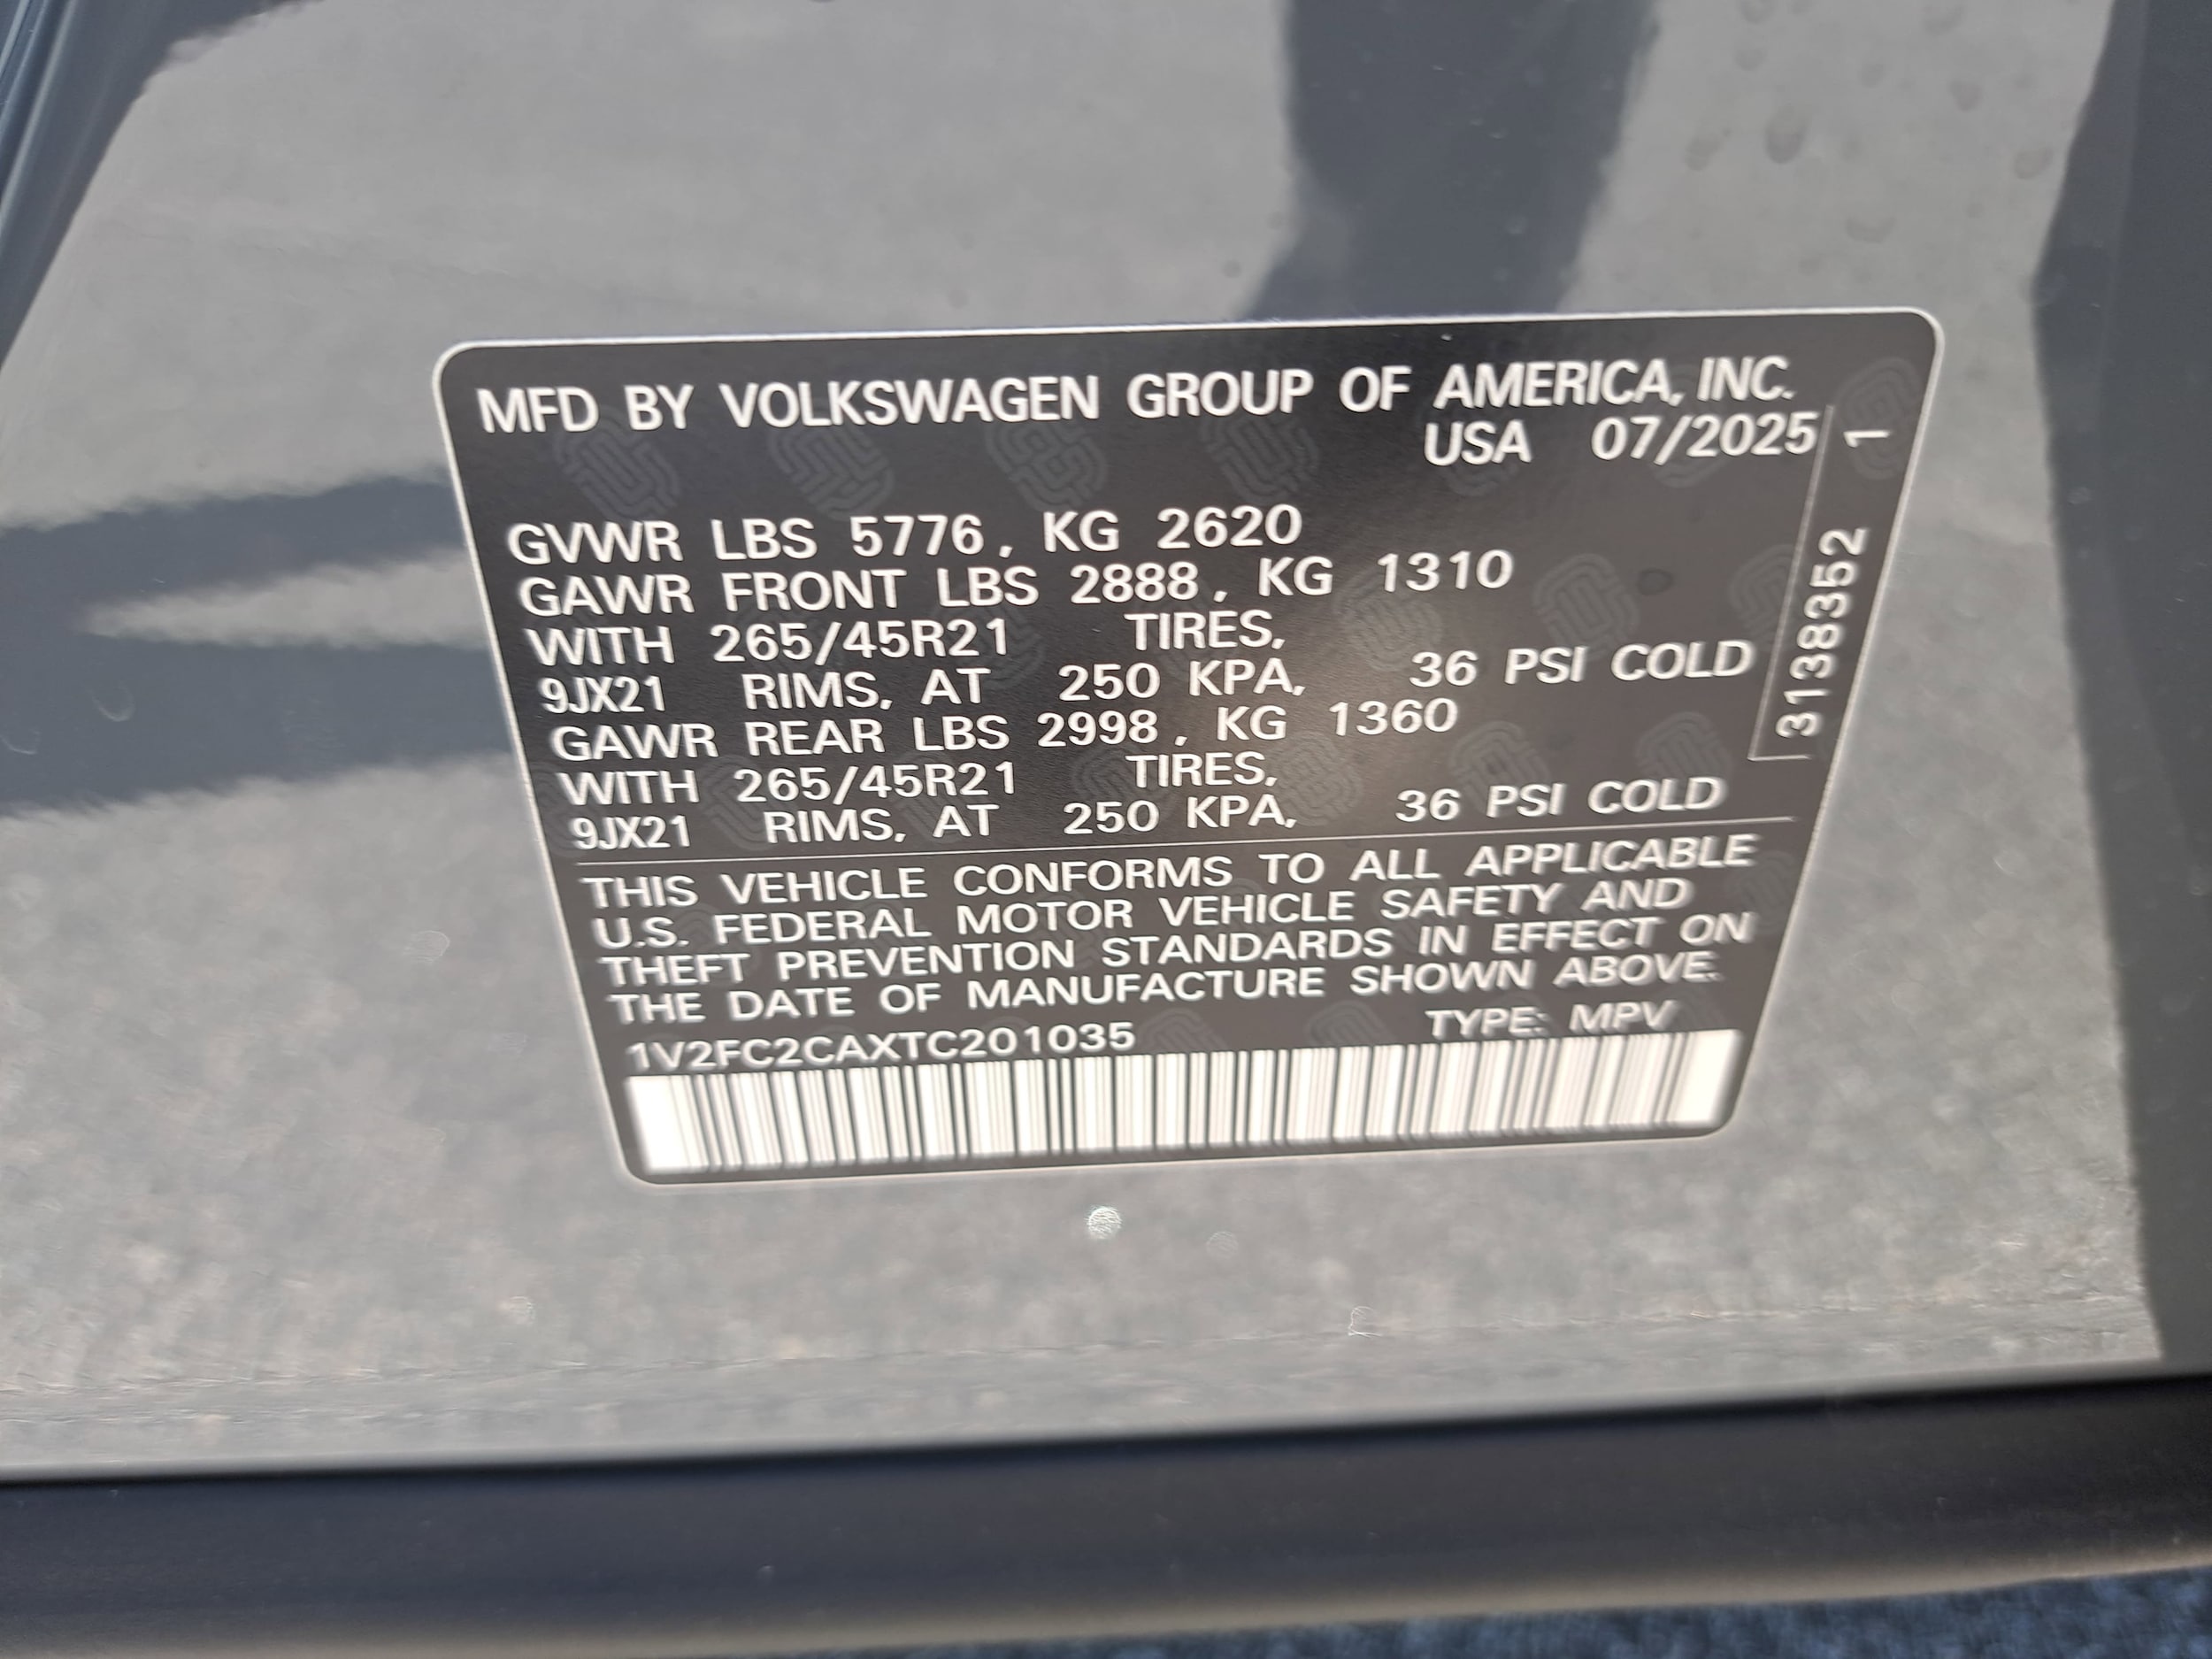 MFD BY VOLKSWAGEN GROUP OF AMERICA, INC.
USA 07/2025
GVWR LBS 5776, KG 2620
GAWR FRONT LBS 2888, KG 1310
WITH 265/45R21 TIRES,
9JX21 RIMS, AT 250 KPA, 36 PSI COLD
GAWR REAR LBS 2998, KG 1360
WITH 265/45R21 TIRES,
9JX21 RIMS, AT 250 KPA, 36 PSI COLD
THIS VEHICLE CONFORMS TO ALL APPLICABLE
U.S. FEDERAL MOTOR VEHICLE SAFETY AND
THEFT PREVENTION STANDARDS IN EFFECT ON
THE DATE OF MANUFACTURE SHOWN ABOVE.
1V2FC2CAXTC201035 TYPE: MPV
3138352 1